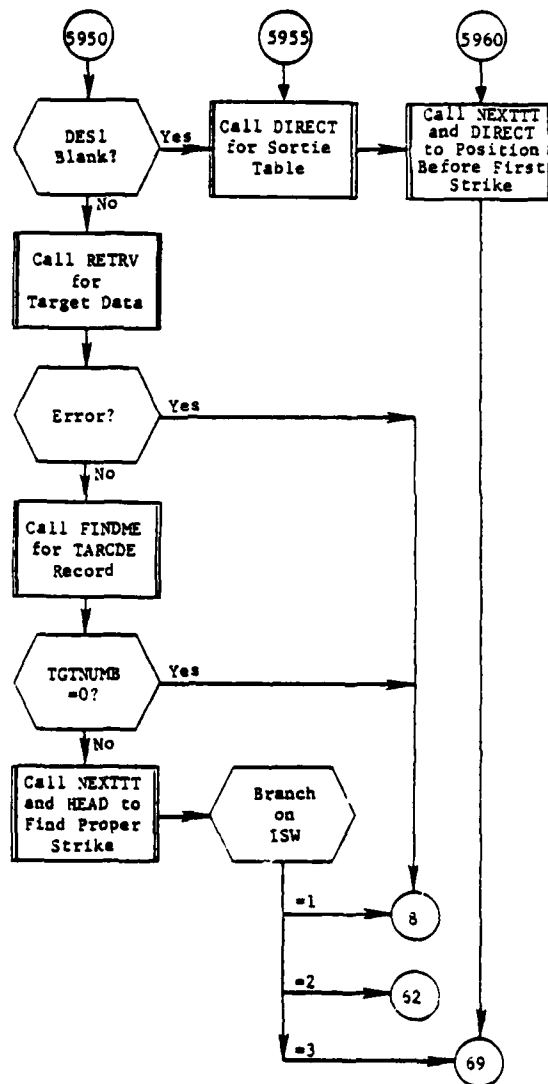 5950
5955
5960
DES1
Blank?
Yes
No
Call DIRECT
for Sortie
Table
Call NEXTTT
and DIRECT
to Position
Before First
Strike
Call RETRV
for
Target Data
Error?
Yes
No
Call FINDME
for TARCDE
Record
TGTNUMB
=0?
Yes
No
Call NEXTTT
and HEAD to
Find Proper
Strike
Branch
on
ISW
=1
8
=2
62
=3
69